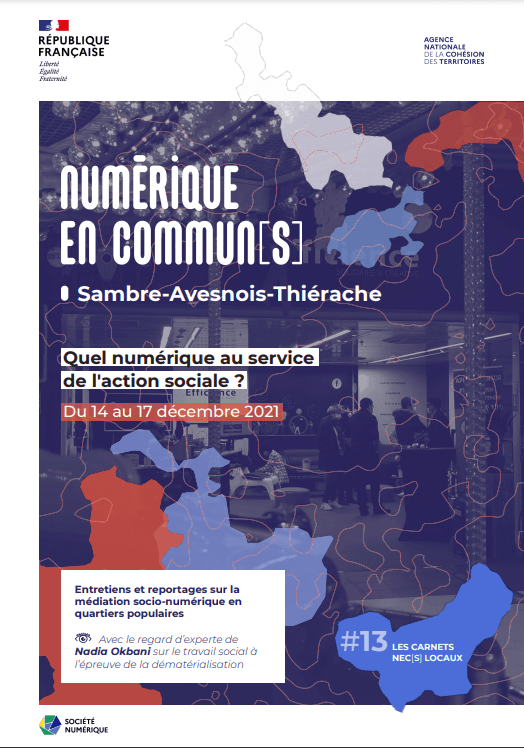 RÉPUBLIQUE
FRANÇAISE
Liberté
Égalité
Fraternité
AGENCE
NATIONALE
DE LA COHÉSION
DES TERRITOIRES
NUMÉRIQUE
EN COMMUN[S]
Sambre-Avesnois-Thiérache
Quel numérique au service
de l'action sociale ?
Efficience
Du 14 au 17 décembre 2021
Entretiens et reportages sur la
médiation socio-numérique en
quartiers populaires
Avec le regard d'experte de
Nadia Okbani sur le travail social à
l'épreuve de la dématérialisation
#13 LES CARNETS
NEC[S] LOCAUX
SOCIÉTÉ
NUMÉRIQUE